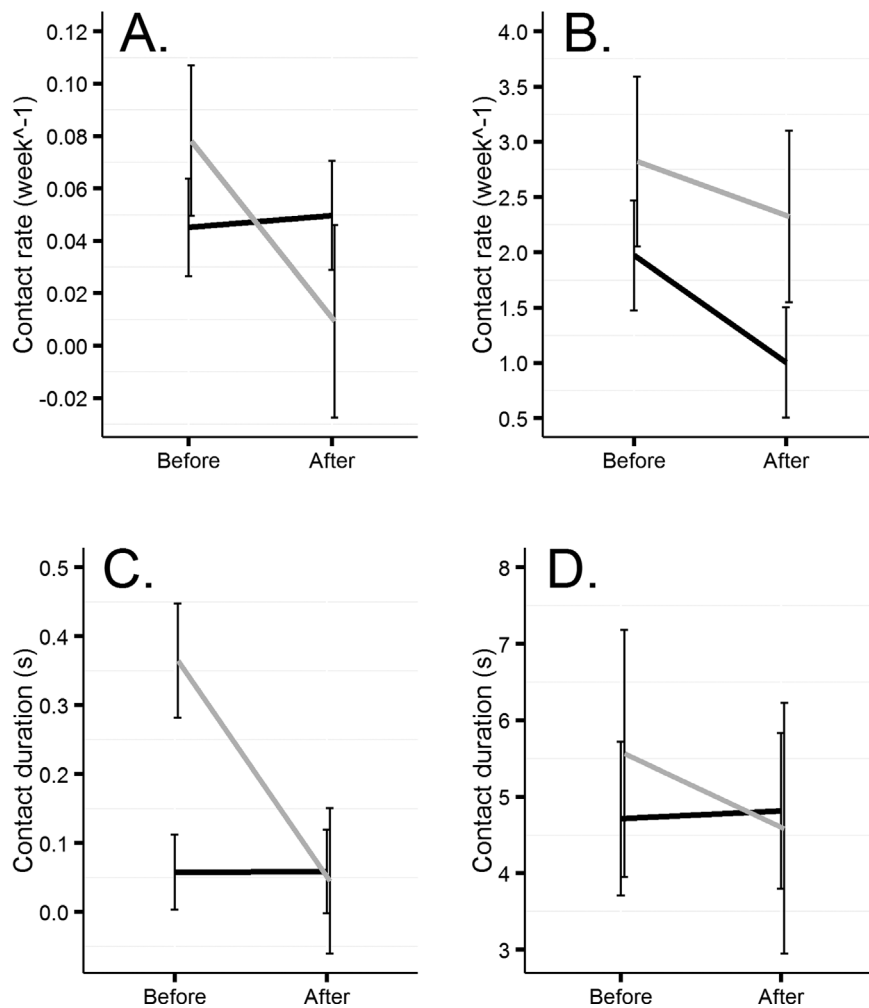 A.
Contact rate (week^-1)
0.12
0.10
0.08
0.06
0.04
0.02
0.00
-0.02
Before After
B.
Contact rate (week^-1)
4.0
3.5
3.0
2.5
2.0
1.5
1.0
0.5
Before After
C.
Contact duration (s)
0.5
0.4
0.3
0.2
0.1
0.0
Before After
D.
Contact duration (s)
8
7
6
5
4
3
Before After